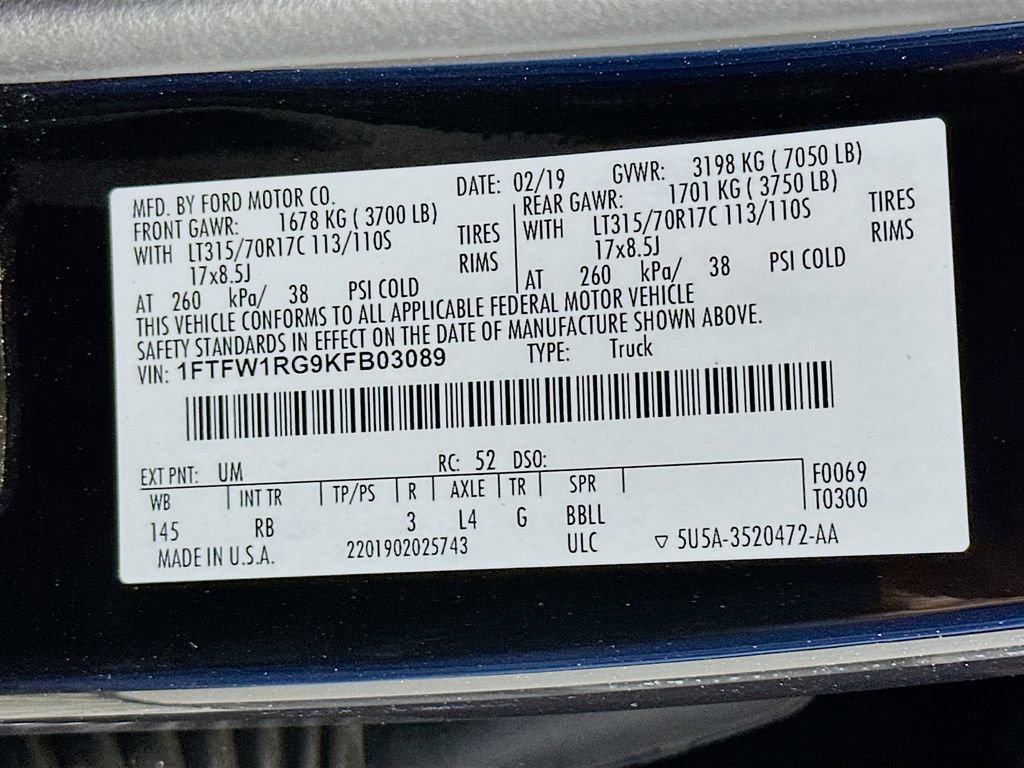 MFD. BY FORD MOTOR CO. DATE: 02/19 GVWR: 3198 KG ( 7050 LB)
FRONT GAWR: 1678 KG ( 3700 LB) REAR GAWR: 1701 KG ( 3750 LB)
WITH LT315/70R17C 113/110S TIRES WITH LT315/70R17C 113/110S TIRES
17x8.5J RIMS 17x8.5J RIMS
AT 260 kPa/ 38 PSI COLD AT 260 kPa/ 38 PSI COLD
THIS VEHICLE CONFORMS TO ALL APPLICABLE FEDERAL MOTOR VEHICLE
SAFETY STANDARDS IN EFFECT ON THE DATE OF MANUFACTURE SHOWN ABOVE.
VIN: 1FTFW1RG9KFB03089 TYPE: Truck
EXT PNT: UM RC: 52 DSO:
WB INT TR TP/PS R AXLE TR SPR F0069
145 RB 3 L4 G BBLL T0300
MADE IN U.S.A. 2201902025743 ULC ▽ 5U5A-3520472-AA